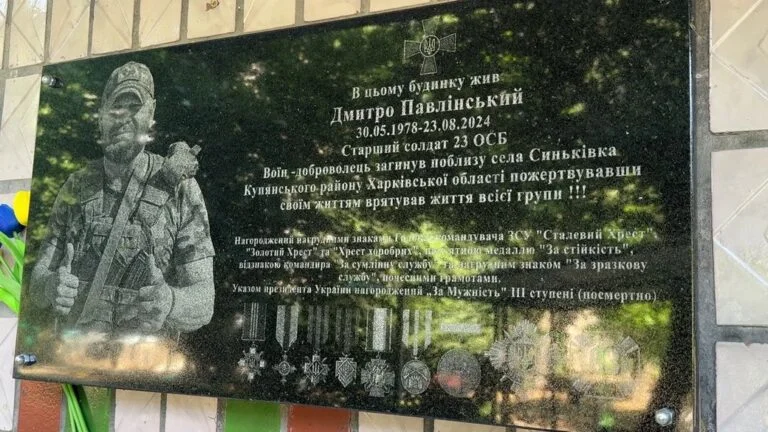 В цьому будинку жив
Дмитро Павлінський
30.05.1978-23.08.2024
Старший солдат 23 ОСБ
Воїн -доброволець загинув поблизу села Синьківка
Купянського району Харківської області пожертвувавши
своїм життям врятував життя всієї групи !!!
Нагороджений нагрудними знаками Головнокомандувача ЗСУ "Сталевий Хрест",
"Золотий Хрест" та "Хрест хоробрих", пам'ятною медаллю "За стійкість",
відзнакою командира "За сумлінну службу" та нагрудним знаком "За зразкову
службу", почесними грамотами.
Указом президента України нагороджений „За Мужність" ІІІ ступені (посмертно)